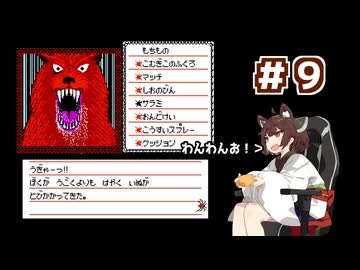 もちもの
こむぎこのふくろ
マッチ
しおのびん
サラミ
おんどけい
こうすいスプレー
クッション
#9
わんわんお!>
うぎゃーっ!!
ぼくが うごくよりも はやく いぬが
とびかかってきた。